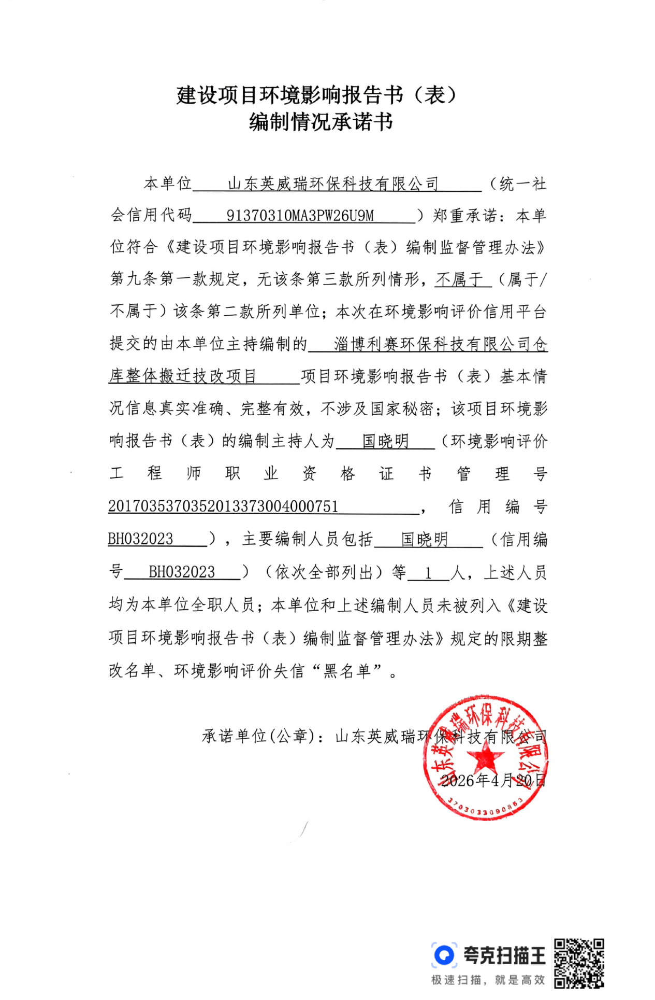 建设项目环境影响报告书（表）
编制情况承诺书
本单位 山东英威瑞环保科技有限公司 （统一社
会信用代码 91370310MA3PW26U9M ）郑重承诺：本单
位符合《建设项目环境影响报告书（表）编制监督管理办法》
第九条第一款规定，无该条第三款所列情形，不属于 （属于/
不属于）该条第二款所列单位；本次在环境影响评价信用平台
提交的由本单位主持编制的 淄博利赛环保科技有限公司仓
库整体搬迁技改项目 项目环境影响报告书（表）基本情
况信息真实准确、完整有效，不涉及国家秘密；该项目环境影
响报告书（表）的编制主持人为 国晓明 （环境影响评价
工程师职业资格证书管理号
2017035370352013373004000751 ，信用编号
BH032023 ），主要编制人员包括 国晓明 （信用编
号 BH032023 ）（依次全部列出）等 1 人，上述人员
均为本单位全职人员；本单位和上述编制人员未被列入《建设
项目环境影响报告书（表）编制监督管理办法》规定的限期整
改名单、环境影响评价失信“黑名单”。
承诺单位(公章)：山东英威瑞环保科技有限公司
2026年4月20日
山东英威瑞环保科技有限公司
3703033090863
夸克扫描王
极速扫描，就是高效